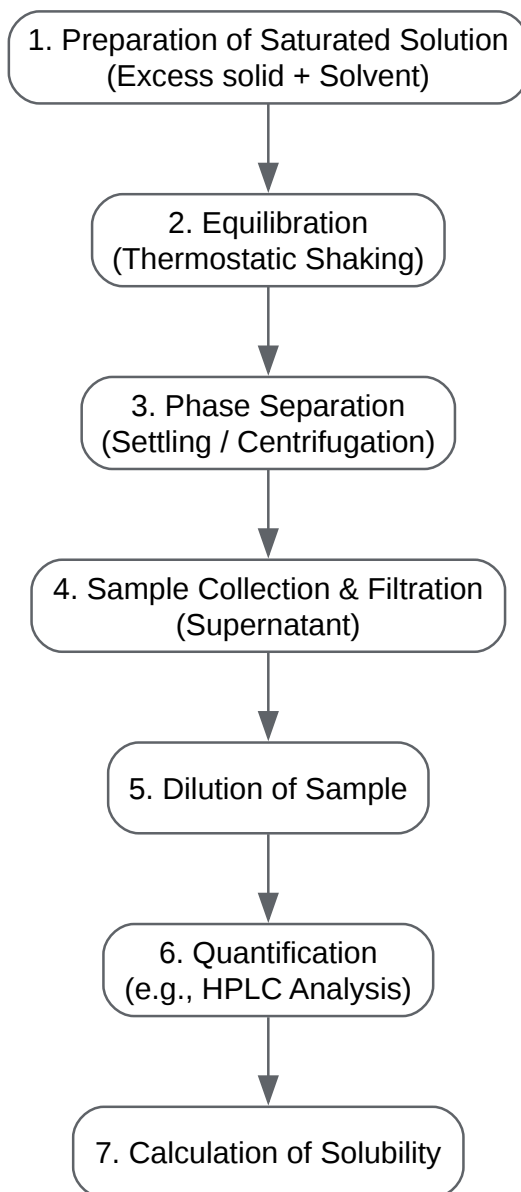 1. Preparation of Saturated Solution
(Excess solid + Solvent)
2. Equilibration
(Thermostatic Shaking)
3. Phase Separation
(Settling / Centrifugation)
4. Sample Collection & Filtration
(Supernatant)
5. Dilution of Sample
6. Quantification
(e.g., HPLC Analysis)
7. Calculation of Solubility